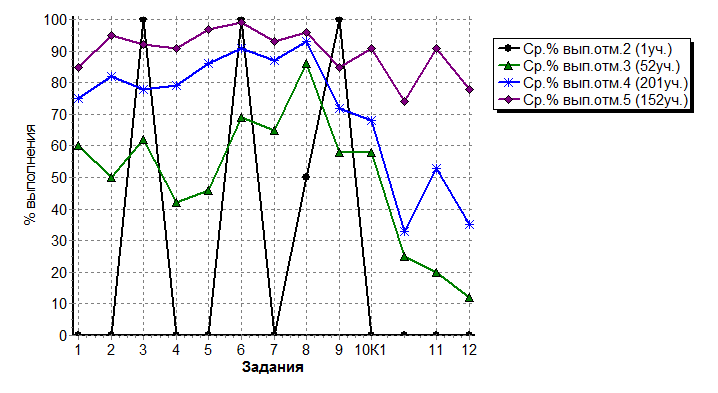 100
90
80
70
60
50
40
30
20
10
0
% выполнения
1 2 3 4 5 6 7 8 9 10К1 11 12
Задания
Ср.% вып.отм.2 (1уч.)
Ср.% вып.отм.3 (52уч.)
Ср.% вып.отм.4 (201уч.)
Ср.% вып.отм.5 (152уч.)